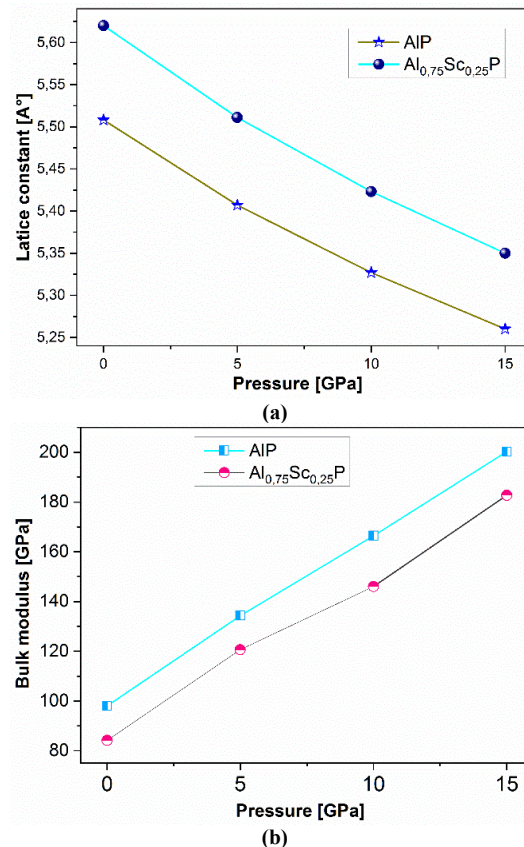 5,60
5,55
5,50
5,45
5,40
5,35
5,30
5,25
Latice constant [A°]
AlP
Al0,75Sc0,25P
0 5 10 15
Pressure [GPa]
(a)
200
180
160
140
120
100
80
Bulk modulus [GPa]
AlP
Al0,75Sc0,25P
0 5 10 15
Pressure [GPa]
(b)